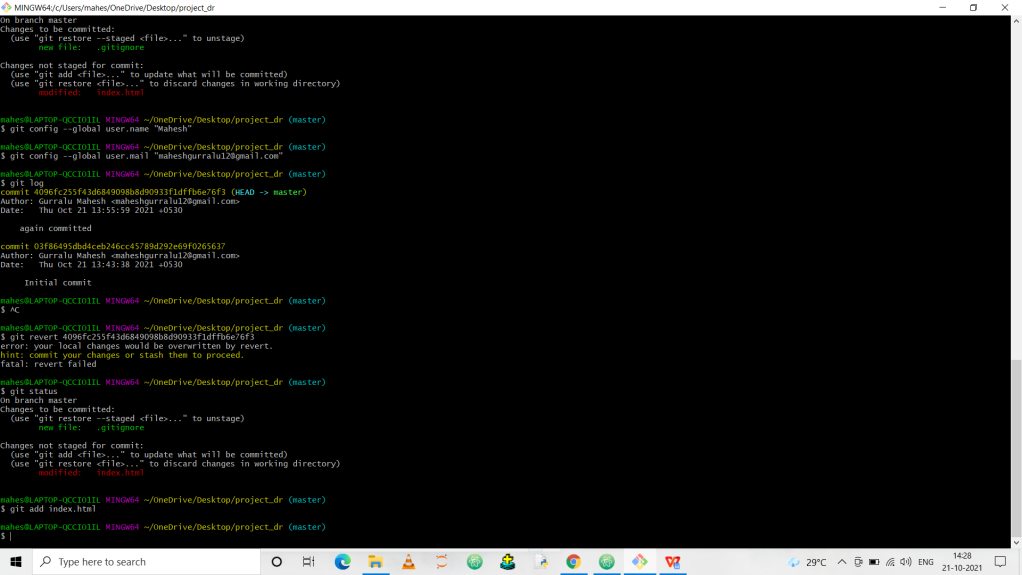 MINGW64:/c/Users/mahes/OneDrive/Desktop/project_dr
On branch master
Changes to be committed:
  (use "git restore --staged <file>..." to unstage)
        new file:   .gitignore

Changes not staged for commit:
  (use "git add <file>..." to update what will be committed)
  (use "git restore <file>..." to discard changes in working directory)
        modified:   index.html

mahes@LAPTOP-QCCIO1IL MINGW64 ~/OneDrive/Desktop/project_dr (master)
$ git config --global user.name "Mahesh"

mahes@LAPTOP-QCCIO1IL MINGW64 ~/OneDrive/Desktop/project_dr (master)
$ git config --global user.mail "maheshgurralu12@gmail.com"

mahes@LAPTOP-QCCIO1IL MINGW64 ~/OneDrive/Desktop/project_dr (master)
$ git log
commit 4096fc255f43d6849098b8d90933f1dffb6e76f3 (HEAD -> master)
Author: Gurralu Mahesh <maheshgurralu12@gmail.com>
Date:   Thu Oct 21 13:55:59 2021 +0530

    again committed

commit 03f86495dbd4ceb246cc45789d292e69f0265637
Author: Gurralu Mahesh <maheshgurralu12@gmail.com>
Date:   Thu Oct 21 13:43:38 2021 +0530

     Initial commit

mahes@LAPTOP-QCCIO1IL MINGW64 ~/OneDrive/Desktop/project_dr (master)
$ ^C

mahes@LAPTOP-QCCIO1IL MINGW64 ~/OneDrive/Desktop/project_dr (master)
$ git revert 4096fc255f43d6849098b8d90933f1dffb6e76f3
error: your local changes would be overwritten by revert.
hint: commit your changes or stash them to proceed.
fatal: revert failed

mahes@LAPTOP-QCCIO1IL MINGW64 ~/OneDrive/Desktop/project_dr (master)
$ git status
On branch master
Changes to be committed:
  (use "git restore --staged <file>..." to unstage)
        new file:   .gitignore

Changes not staged for commit:
  (use "git add <file>..." to update what will be committed)
  (use "git restore <file>..." to discard changes in working directory)
        modified:   index.html

mahes@LAPTOP-QCCIO1IL MINGW64 ~/OneDrive/Desktop/project_dr (master)
$ git add index.html

mahes@LAPTOP-QCCIO1IL MINGW64 ~/OneDrive/Desktop/project_dr (master)
$
Type here to search
29°C
ENG
14:28
21-10-2021